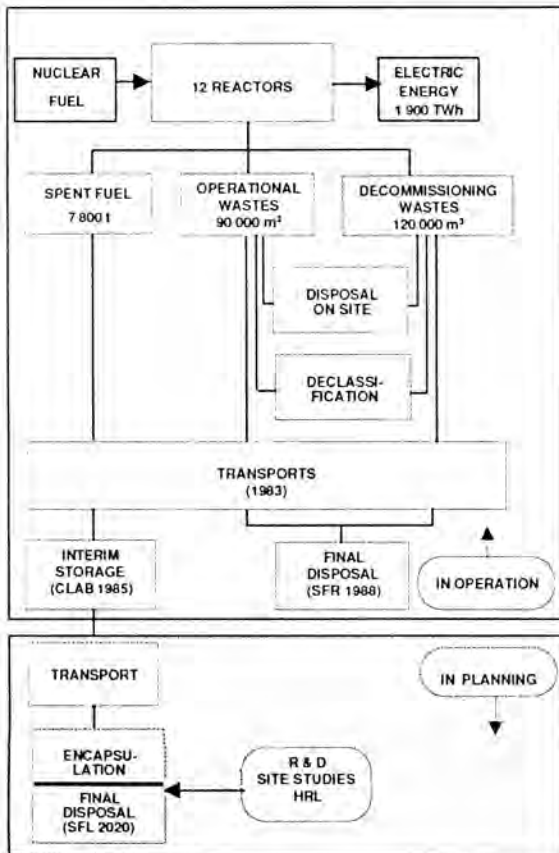 NUCLEAR
FUEL
12 REACTORS
ELECTRIC
ENERGY
1 900 TWh
SPENT FUEL
7 800 t
OPERATIONAL
WASTES
90 000 m³
DECOMMISSIONING
WASTES
120 000 m³
DISPOSAL
ON SITE
DECLASSI-
FICATION
TRANSPORTS
(1983)
INTERIM
STORAGE
(CLAB 1985)
FINAL
DISPOSAL
(SFR 1988)
IN OPERATION
TRANSPORT
IN PLANNING
ENCAPSU-
LATION
FINAL
DISPOSAL
(SFL 2020)
R & D
SITE STUDIES
HRL